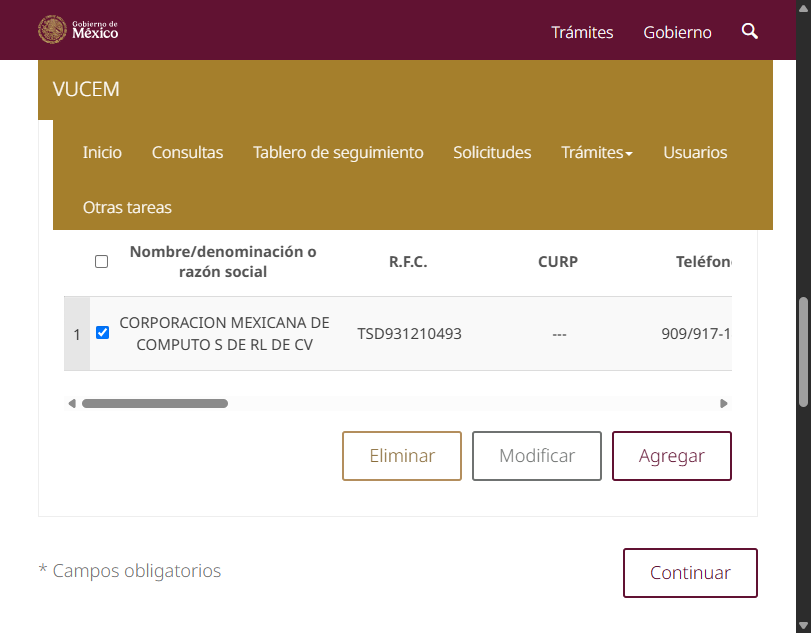 Gobierno de
México
Trámites
Gobierno
VUCEM
Inicio
Consultas
Tablero de seguimiento
Solicitudes
Trámites
Usuarios
Otras tareas
Nombre/denominación o
razón social
R.F.C.
CURP
Teléfon
1
CORPORACION MEXICANA DE
COMPUTO S DE RL DE CV
TSD931210493
---
909/917-1
Eliminar
Modificar
Agregar
* Campos obligatorios
Continuar